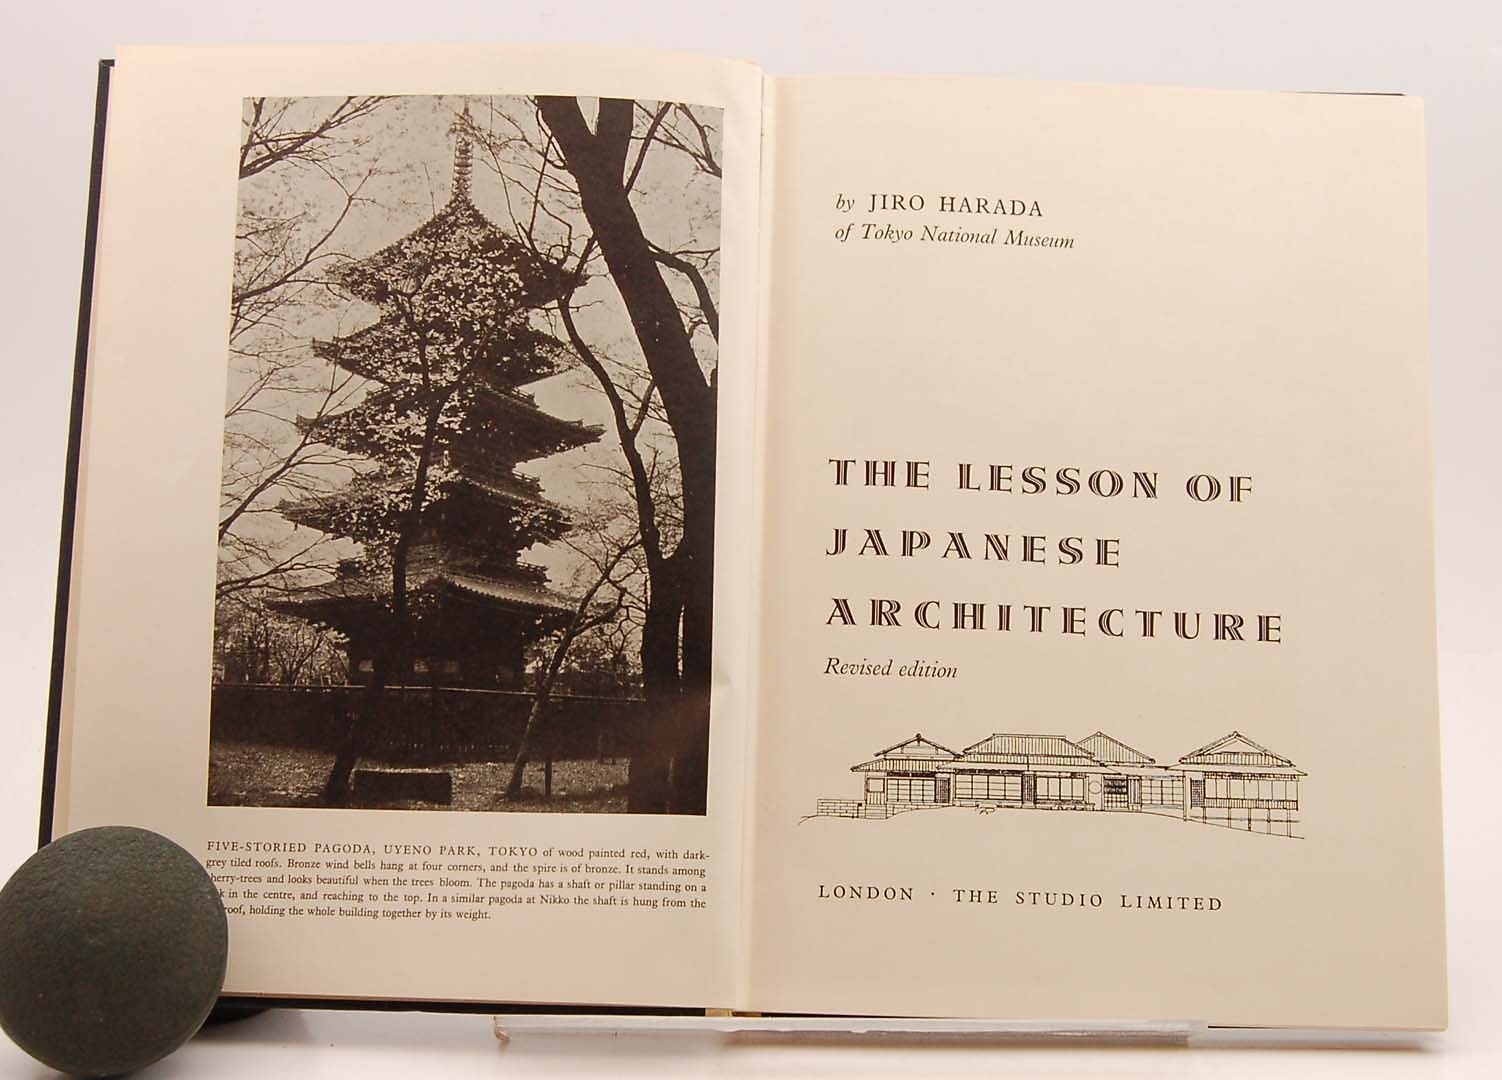 FIVE-STORIED PAGODA, UYENO PARK, TOKYO of wood painted red, with dark-
grey tiled roofs. Bronze wind bells hang at four corners, and the spire is of bronze. It stands among
herry-trees and looks beautiful when the trees bloom. The pagoda has a shaft or pillar standing on a
in the centre, and reaching to the top. In a similar pagoda at Nikko the shaft is hung from the
roof, holding the whole building together by its weight.
by JIRO HARADA
of Tokyo National Museum
THE LESSON OF
JAPANESE
ARCHITECTURE
Revised edition
LONDON · THE STUDIO LIMITED